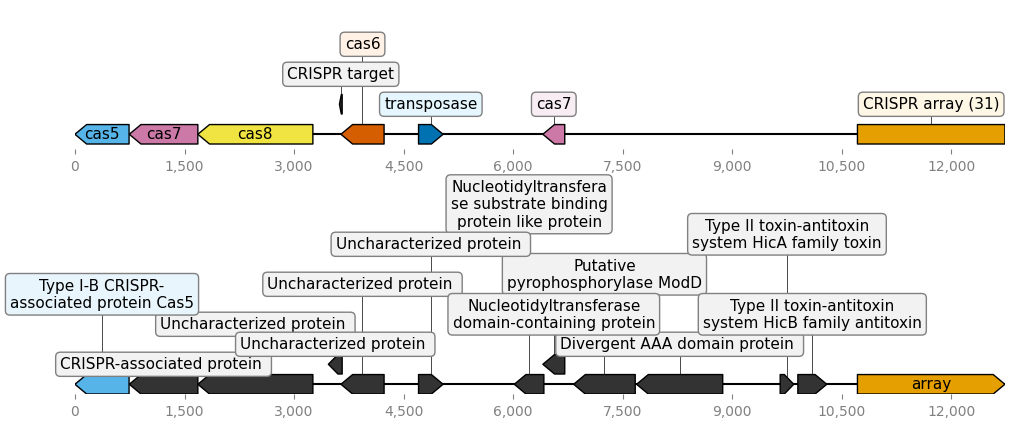 cas6
CRISPR target
transposase
cas7
CRISPR array (31)
cas5
cas7
cas8
0
1,500
3,000
4,500
6,000
7,500
9,000
10,500
12,000
Nucleotidyltransfera
se substrate binding
protein like protein
Type II toxin-antitoxin
system HicA family toxin
Uncharacterized protein
Putative
pyrophosphorylase ModD
Uncharacterized protein
Type I-B CRISPR-
associated protein Cas5
Nucleotidyltransferase
domain-containing protein
Type II toxin-antitoxin
system HicB family antitoxin
Uncharacterized protein
Uncharacterized protein
Divergent AAA domain protein
CRISPR-associated protein
array
0
1,500
3,000
4,500
6,000
7,500
9,000
10,500
12,000